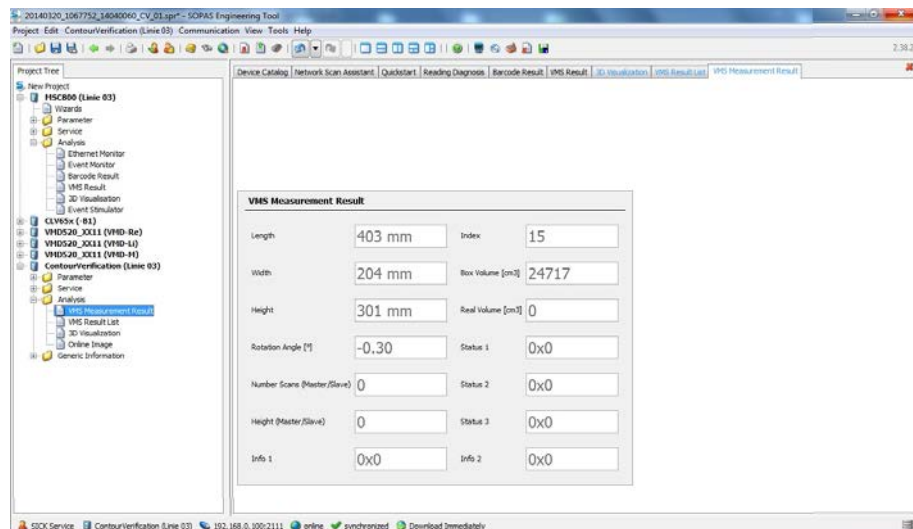 20140320_1067752_14040060_CV_01.spr* - SOPAS Engineering Tool
Project Edit ContourVerification (Linie 03) Communication View Tools Help
2.38.2
Project Tree
Device Catalog Network Scan Assistant Quickstart Reading Diagnosis Barcode Result VMS Result 3D Visualization VMS Result List VMS Measurement Result
New Project
MSC800 (Linie 03)
Wizards
Parameter
Service
Analysis
Ethernet Monitor
Event Monitor
Barcode Result
VMS Result
3D Visualisation
Event Stimulator
CLV65x (-B1)
VMD520_XX11 (VMD-Re)
VMD520_XX11 (VMD-Li)
VMD520_XX11 (VMD-M)
ContourVerification (Linie 03)
Parameter
Service
Analysis
VMS Measurement Result
VMS Result List
3D Visualization
Online Image
Generic Information
VMS Measurement Result
Length 403 mm Index 15
Width 204 mm Box Volume [cm3] 24717
Height 301 mm Real Volume [cm3] 0
Rotation Angle [°] -0.30 Status 1 0x0
Number Scans (Master/Slave) 0 Status 2 0x0
Height (Master/Slave) 0 Status 3 0x0
Info 1 0x0 Info 2 0x0
SICK Service ContourVerification (Linie 03) 192.168.0.100:2111 online synchronized Download Immediately